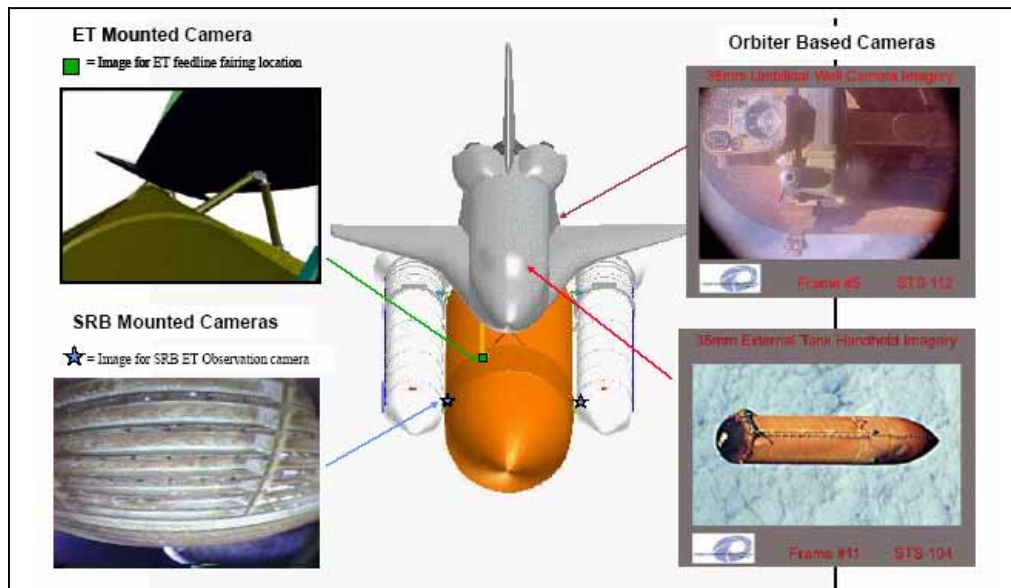 ET Mounted Camera
= Image for ET feedline fairing location
SRB Mounted Cameras
= Image for SRB ET Observation camera
Orbiter Based Cameras
35mm Umbilical Well Camera Imagery
Frame #5 STS-112
35mm External Tank Handheld Imagery
Frame #11 STS-104